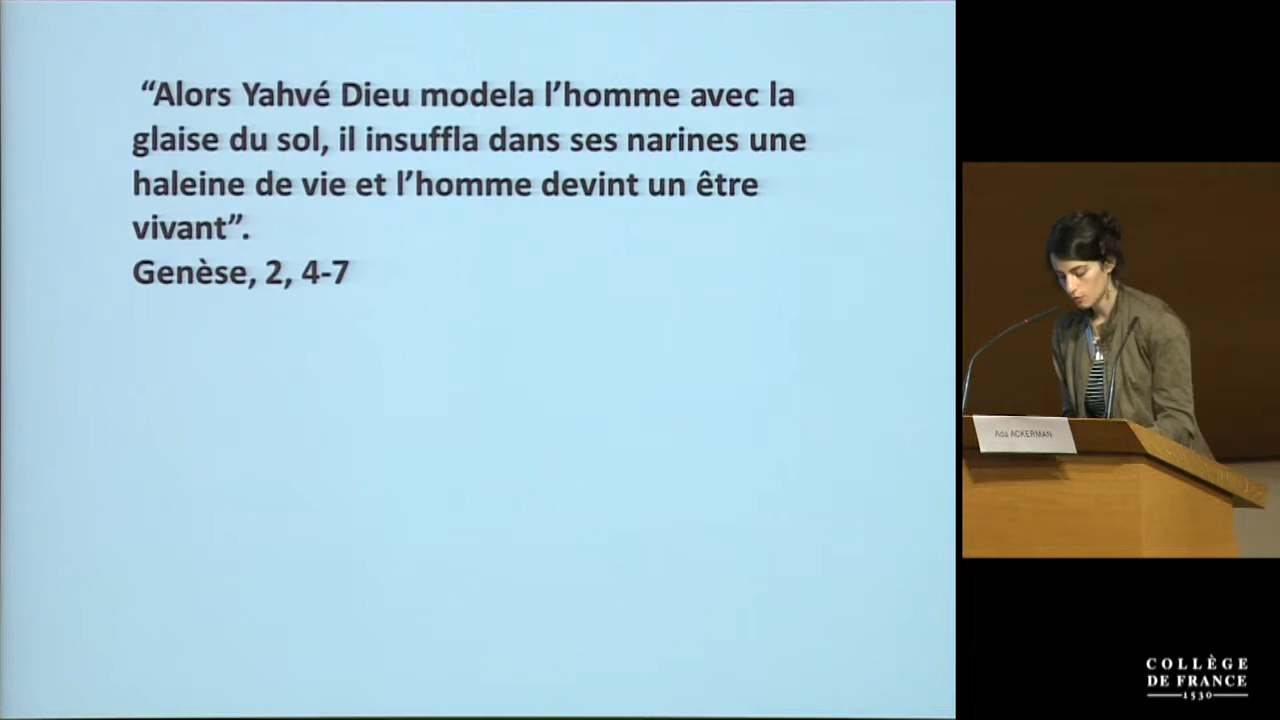 “Alors Yahvé Dieu modela l’homme avec la
glaise du sol, il insuffla dans ses narines une
haleine de vie et l’homme devint un être
vivant”.
Genèse, 2, 4-7
Ada ACKERMAN
COLLÈGE
DE FRANCE
1530